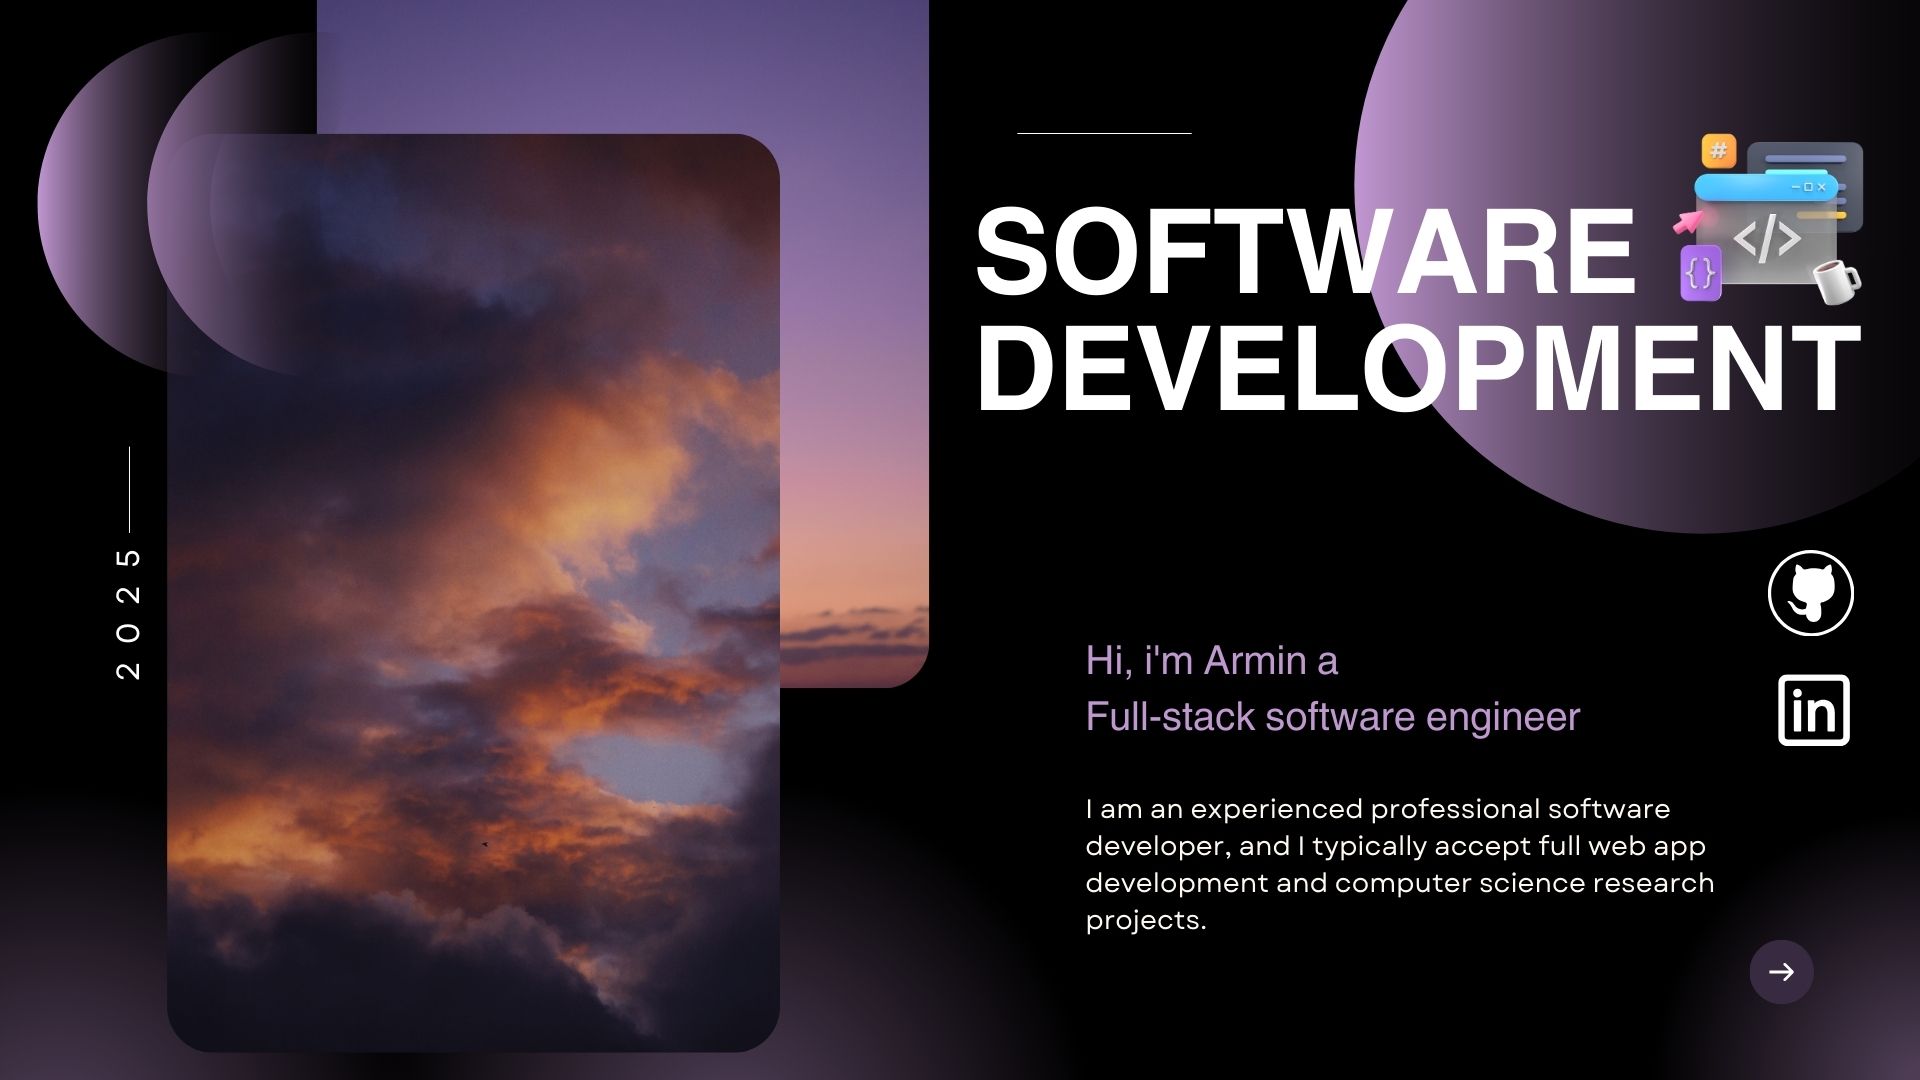 SOFTWARE
DEVELOPMENT
#
</>
{}
2025
in
Hi, i'm Armin a
Full-stack software engineer
I am an experienced professional software
developer, and I typically accept full web app
development and computer science research
projects.